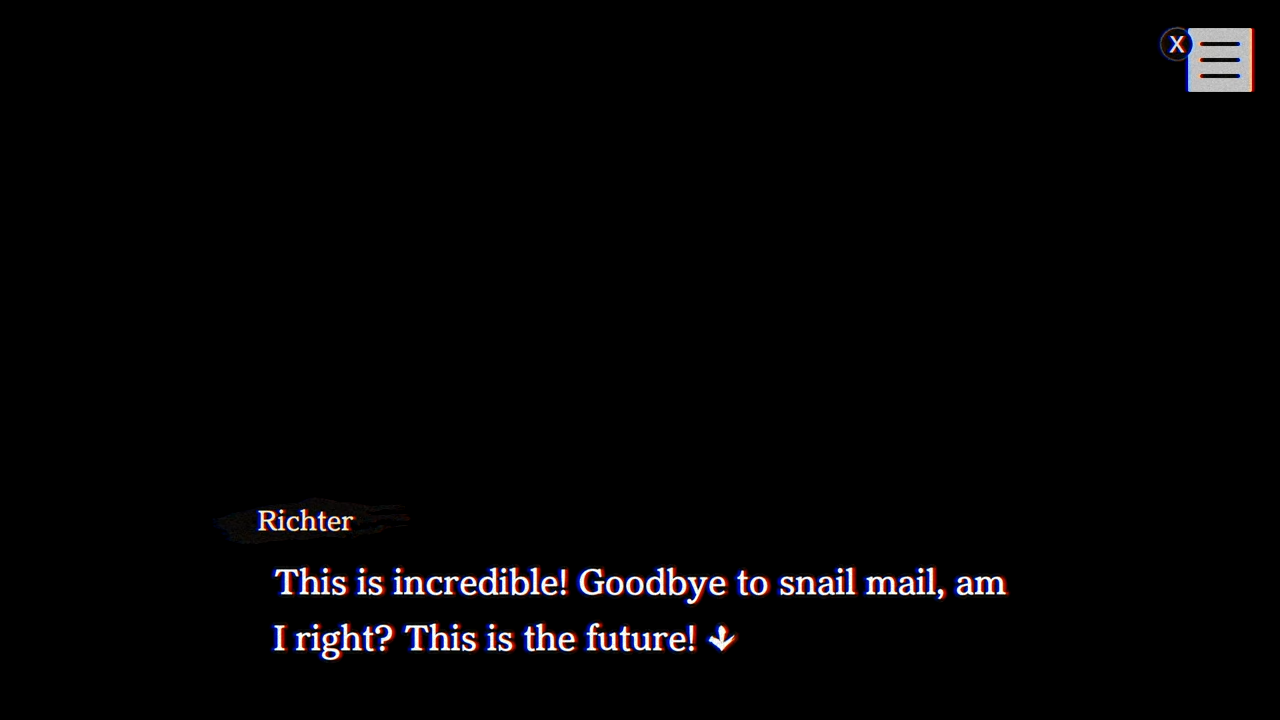 X
Richter
This is incredible! Goodbye to snail mail, am
I right? This is the future!